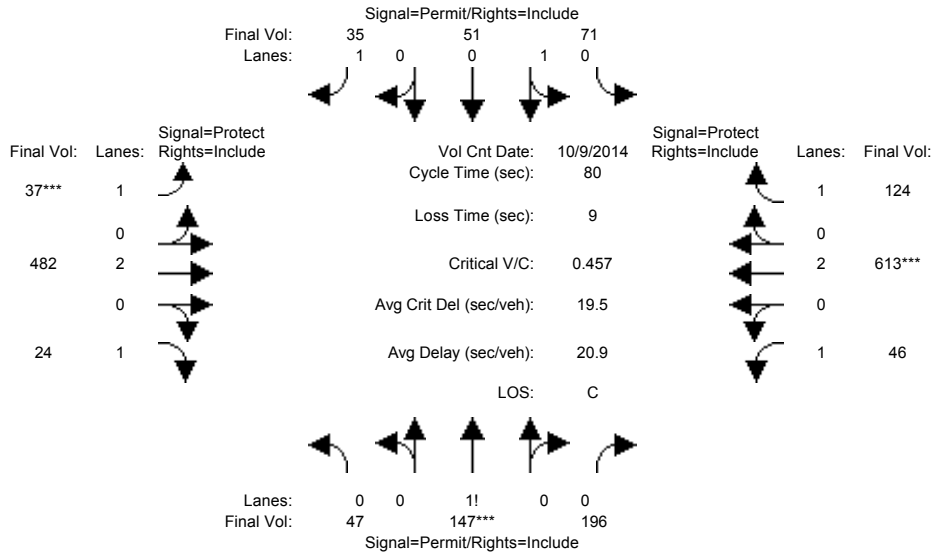 Signal=Permit/Rights=Include
Final Vol: 35 51 71
Lanes: 1 0 0 1 0
Signal=Protect
Final Vol: Lanes: Rights=Include
Vol Cnt Date: 10/9/2014
Signal=Protect
Rights=Include Lanes: Final Vol:
37*** 1
Cycle Time (sec): 80
1 124
0
Loss Time (sec): 9
0
482 2
Critical V/C: 0.457
2 613***
0
Avg Crit Del (sec/veh): 19.5
0
24 1
Avg Delay (sec/veh): 20.9
1 46
LOS: C
Lanes: 0 0 1! 0 0
Final Vol: 47 147*** 196
Signal=Permit/Rights=Include